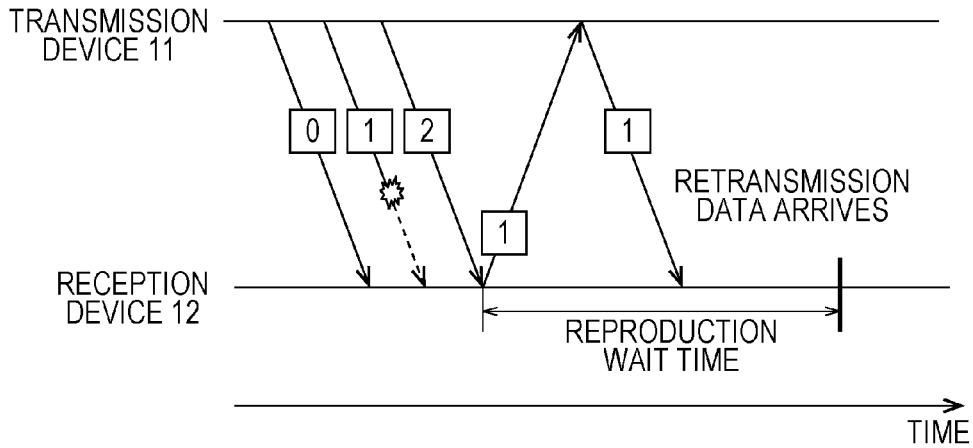 TRANSMISSION
DEVICE 11
0
1
2
1
1
RETRANSMISSION
DATA ARRIVES
RECEPTION
DEVICE 12
REPRODUCTION
WAIT TIME
TIME